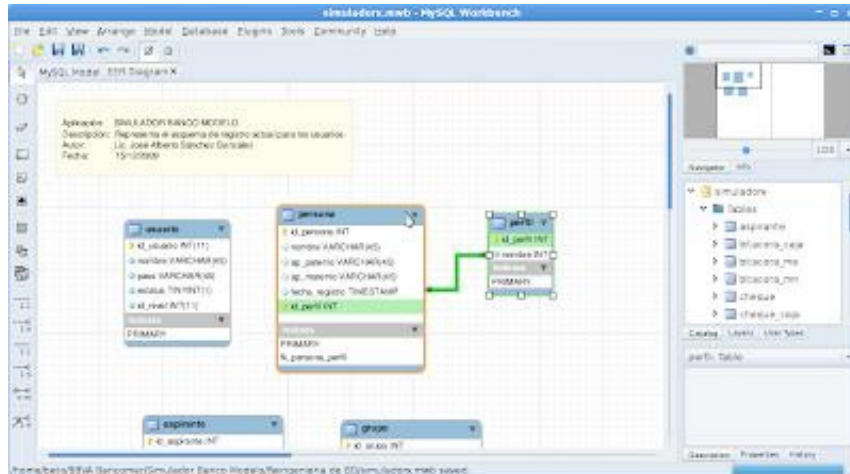 simuladorx.mwb - MySQL Workbench
File Edit View Arrange Model Database Plugins Tools Community Help
MySQL Model EER Diagram
Aplicación: SIMULADOR BANCO MODELO
Descripción: Representa el esquema de registro actual para los usuarios
Autor: Lic. José Alberto Sánchez González
Fecha:
usuario
id_usuario INT(11)
nombre VARCHAR(45)
pass VARCHAR(45)
estatus TINYINT(1)
id_nivel INT(11)
Indexes
PRIMARY
persona
id_persona INT
nombre VARCHAR(45)
ap_paterno VARCHAR(45)
ap_materno VARCHAR(45)
fecha_registro TIMESTAMP
id_perfil INT
Indexes
PRIMARY
fk_persona_perfil
perfil
id_perfil INT
nombre INT
Indexes
PRIMARY
aspirante
id_aspirante INT
grupo
id_grupo INT
100
Navigator Info
simuladorx
Tables
aspirante
bitacora_caja
bitacora_mo
bitacora_mn
cheque
cheque_caja
Catalog Layers User Types
perfil: Table
Description Properties History